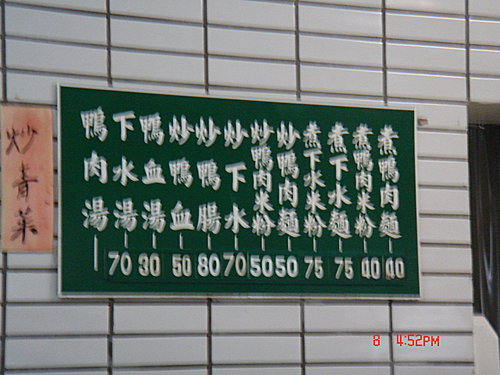 煮鴨肉麵 40
煮鴨肉米粉 40
煮下水麵 75
煮下水米粉 75
炒鴨肉麵 50
炒鴨肉米粉 50
炒下水 70
炒鴨腸 80
炒鴨血 50
鴨血湯 30
下水湯 70
鴨肉湯
炒青菜
8 4:52PM